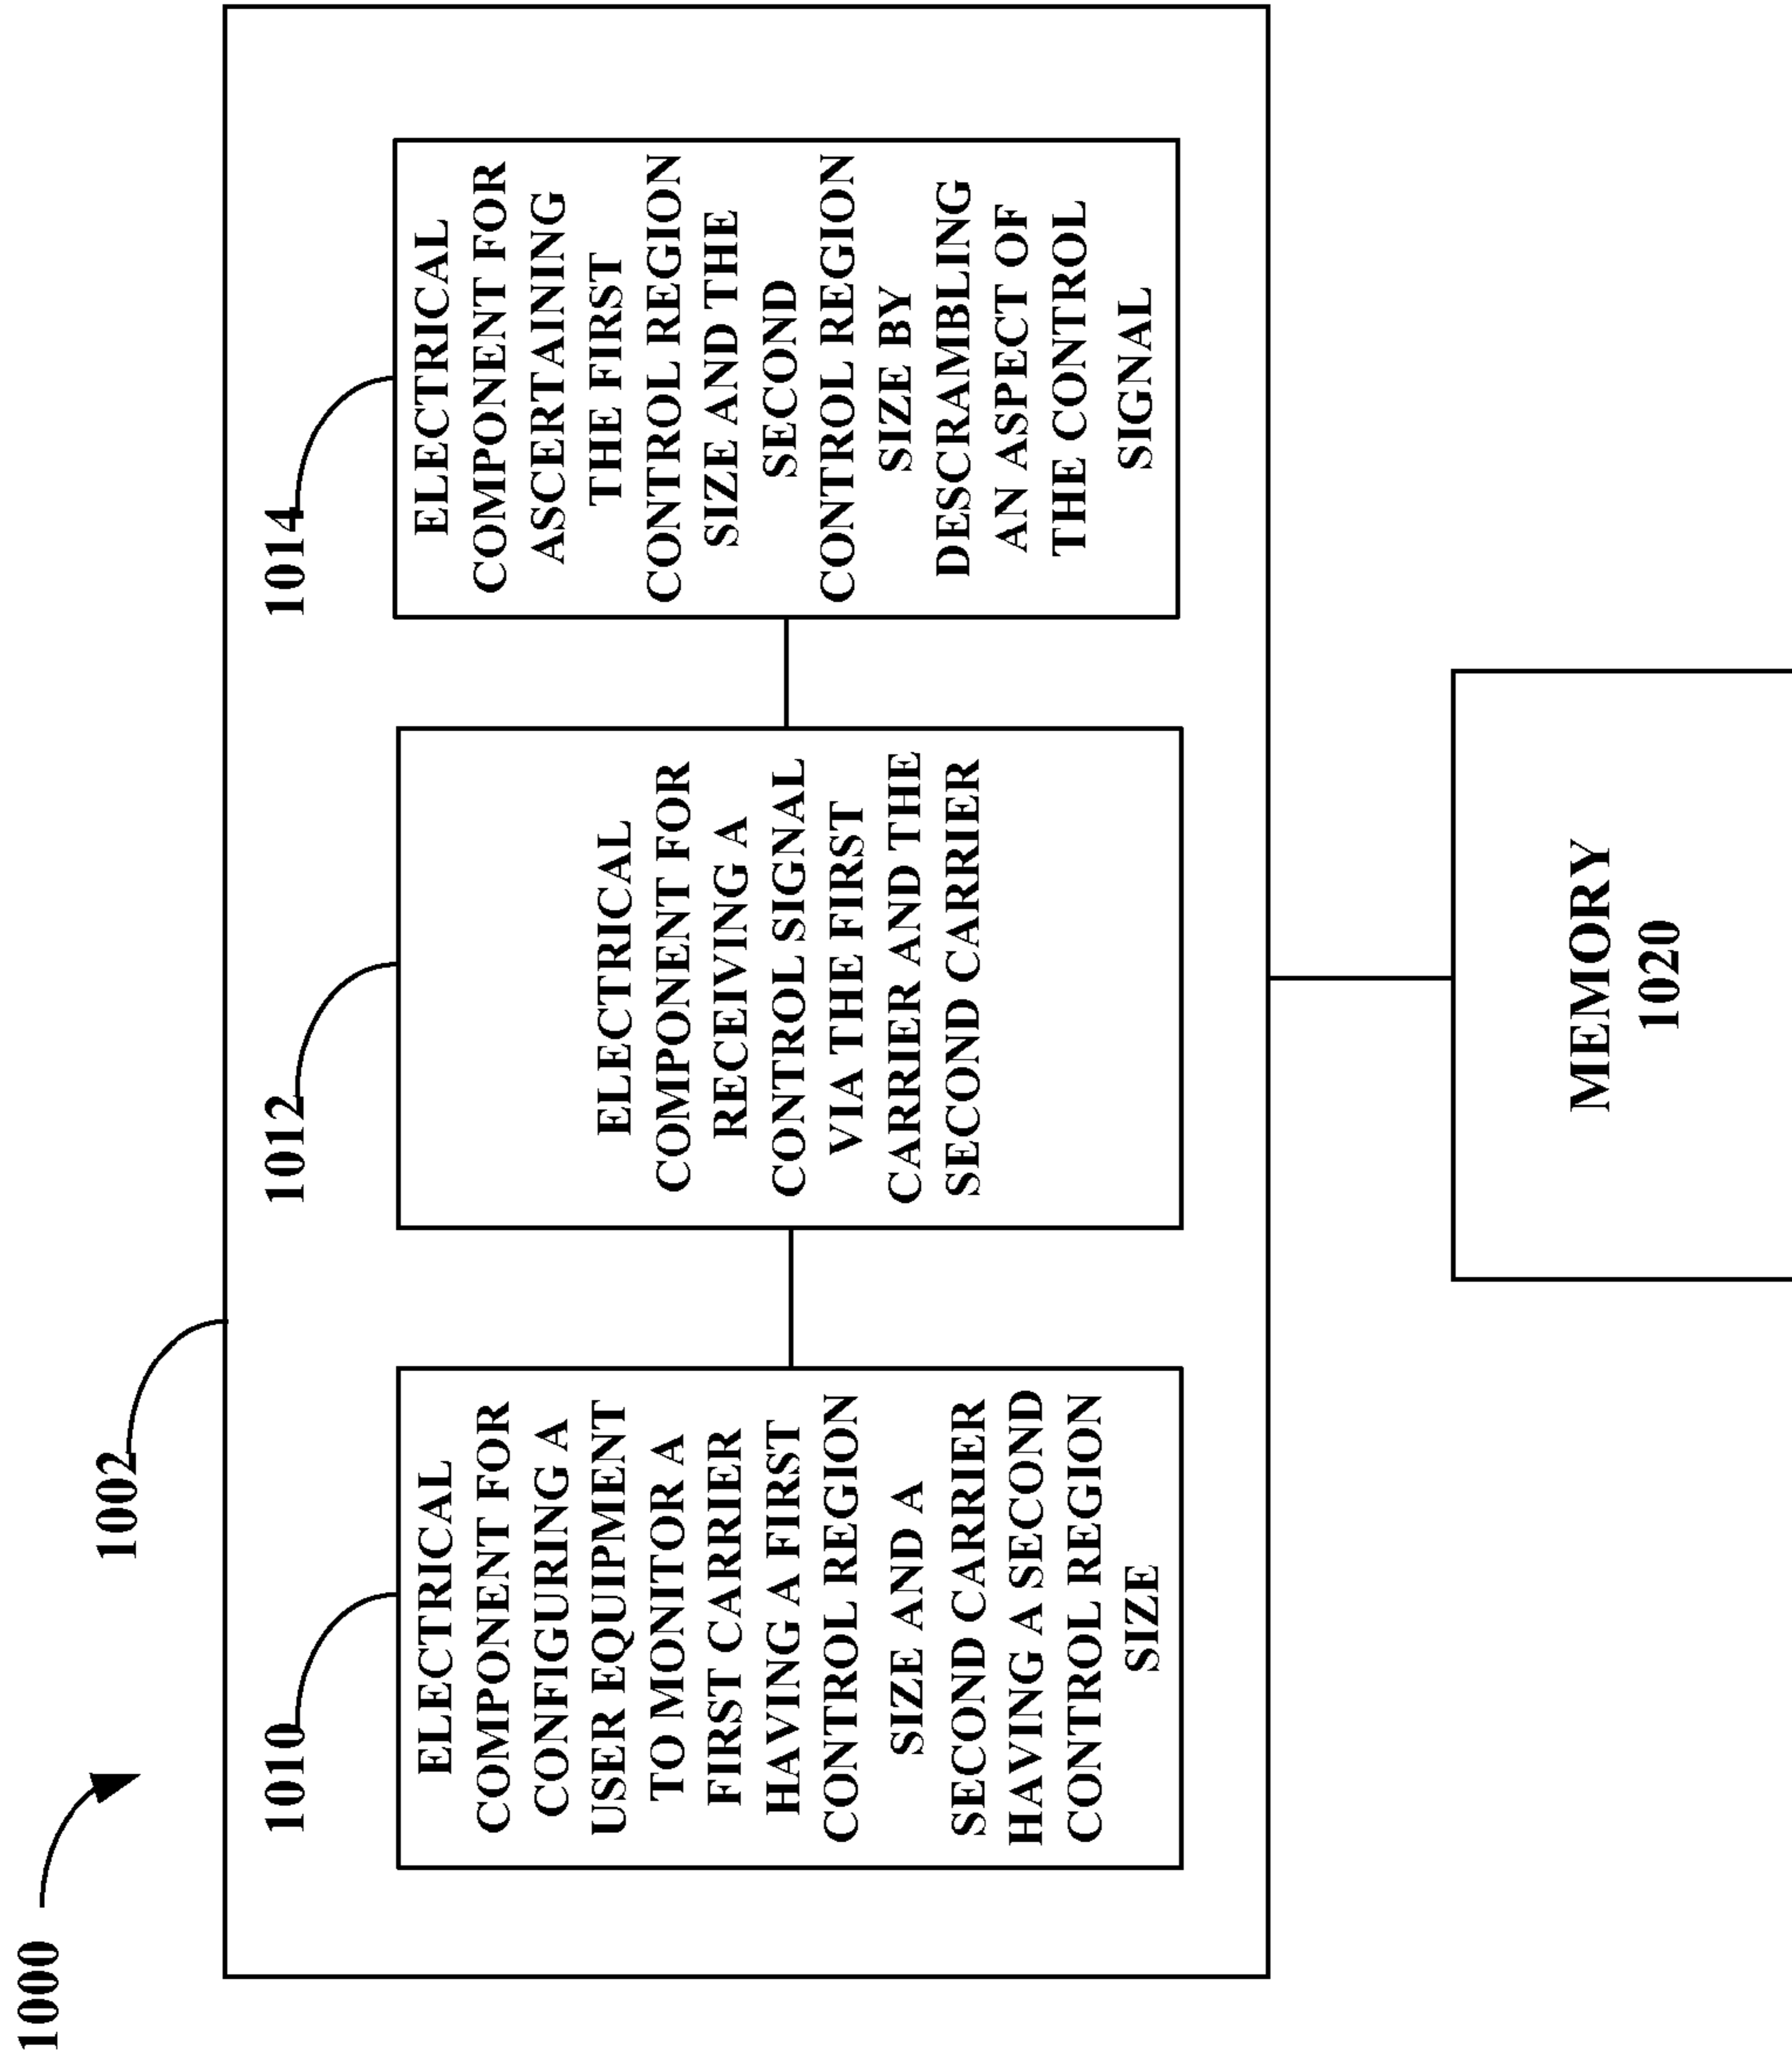 1000
1002
1010
ELECTRICAL
COMPONENT FOR
CONFIGURING A
USER EQUIPMENT
TO MONITOR A
FIRST CARRIER
HAVING A FIRST
CONTROL REGION
SIZE AND A
SECOND CARRIER
HAVING A SECOND
CONTROL REGION
SIZE
1012
ELECTRICAL
COMPONENT FOR
RECEIVING A
CONTROL SIGNAL
VIA THE FIRST
CARRIER AND THE
SECOND CARRIER
1014
ELECTRICAL
COMPONENT FOR
ASCERTAINING
THE FIRST
CONTROL REGION
SIZE AND THE
SECOND
CONTROL REGION
SIZE BY
DESCRAMBLING
AN ASPECT OF
THE CONTROL
SIGNAL
MEMORY
1020